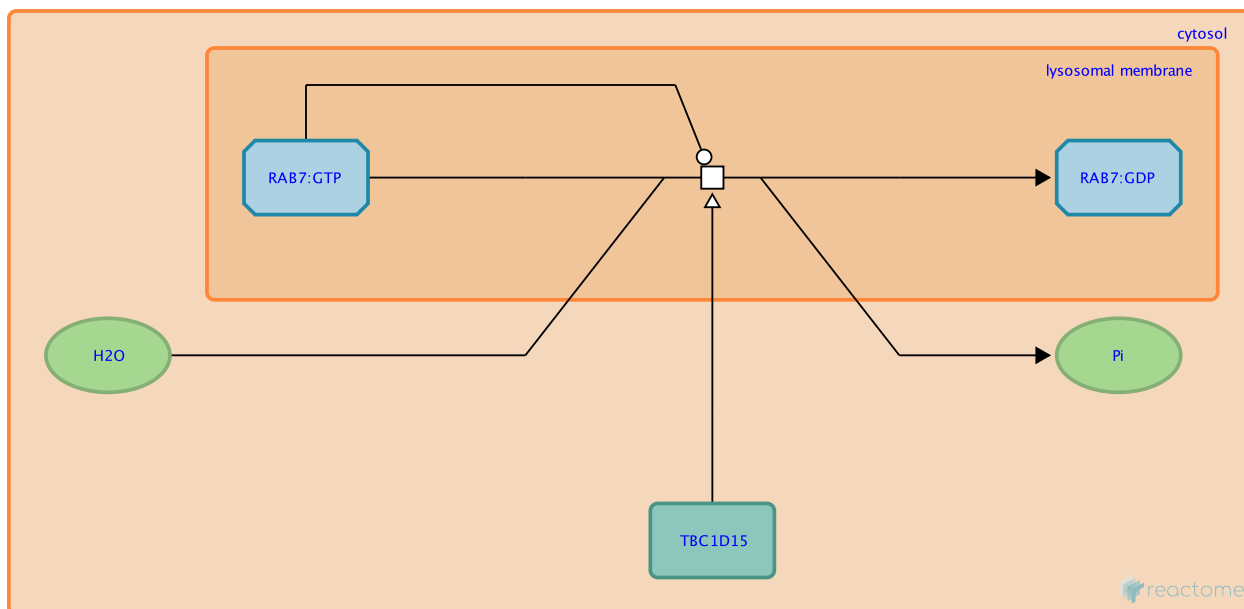 cytosol
lysosomal membrane
RAB7:GTP
RAB7:GDP
H2O
Pi
TBC1D15
reactome